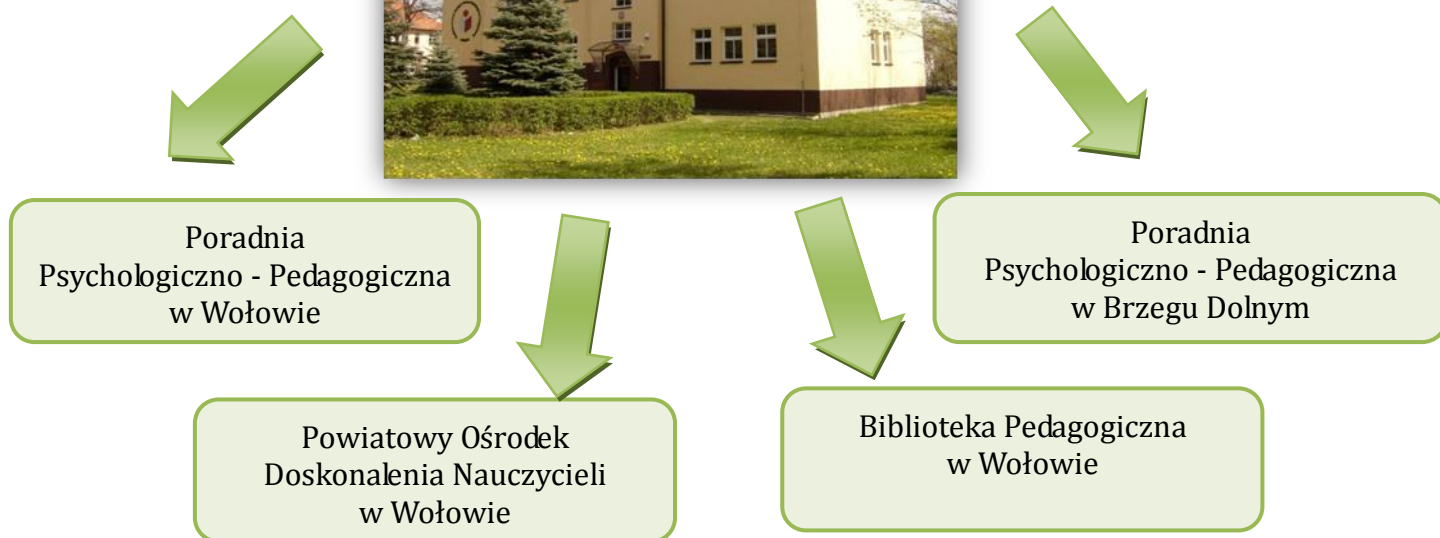 Poradnia
Psychologiczno - Pedagogiczna
w Wołowie
Poradnia
Psychologiczno - Pedagogiczna
w Brzegu Dolnym
Powiatowy Ośrodek
Doskonalenia Nauczycieli
w Wołowie
Biblioteka Pedagogiczna
w Wołowie